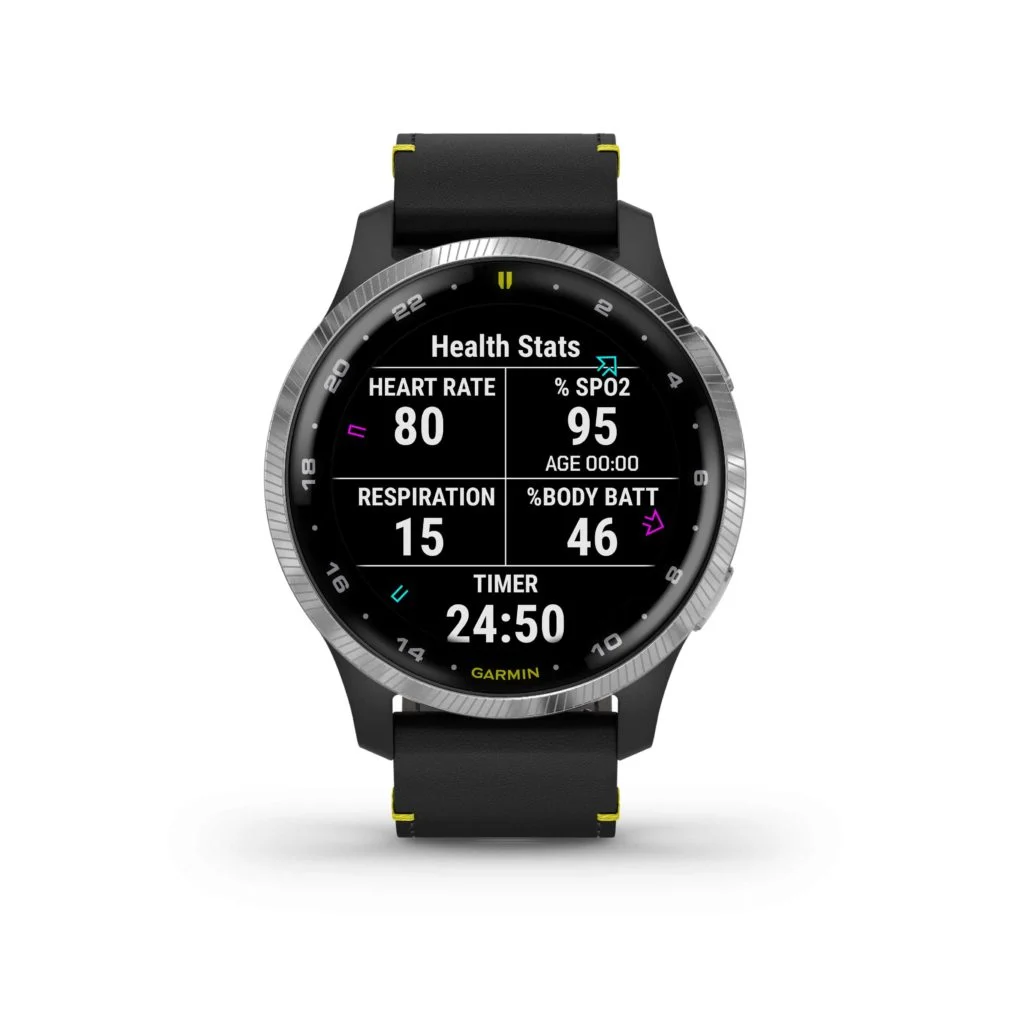 22
2
20
4
Health Stats
HEART RATE
% SPO2
80
95
AGE 00:00
18
6
RESPIRATION
%BODY BATT
15
46
16
8
TIMER
24:50
14
10
GARMIN